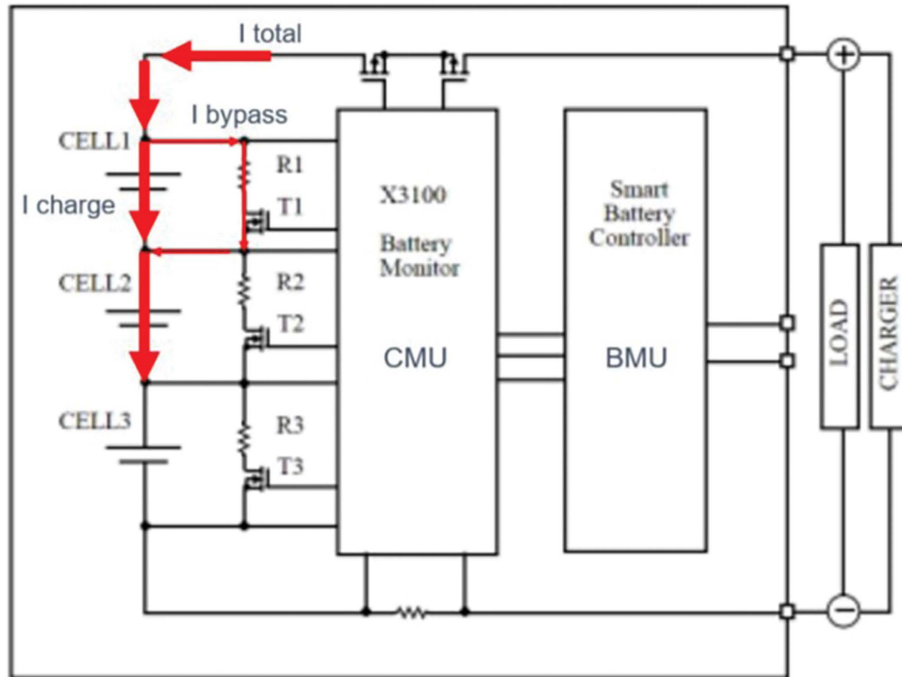 I total
I bypass
CELL1
R1
I charge
T1
X3100
Battery
Monitor
CMU
Smart
Battery
Controller
BMU
CELL2
R2
T2
CELL3
R3
T3
LOAD
CHARGER
+
−